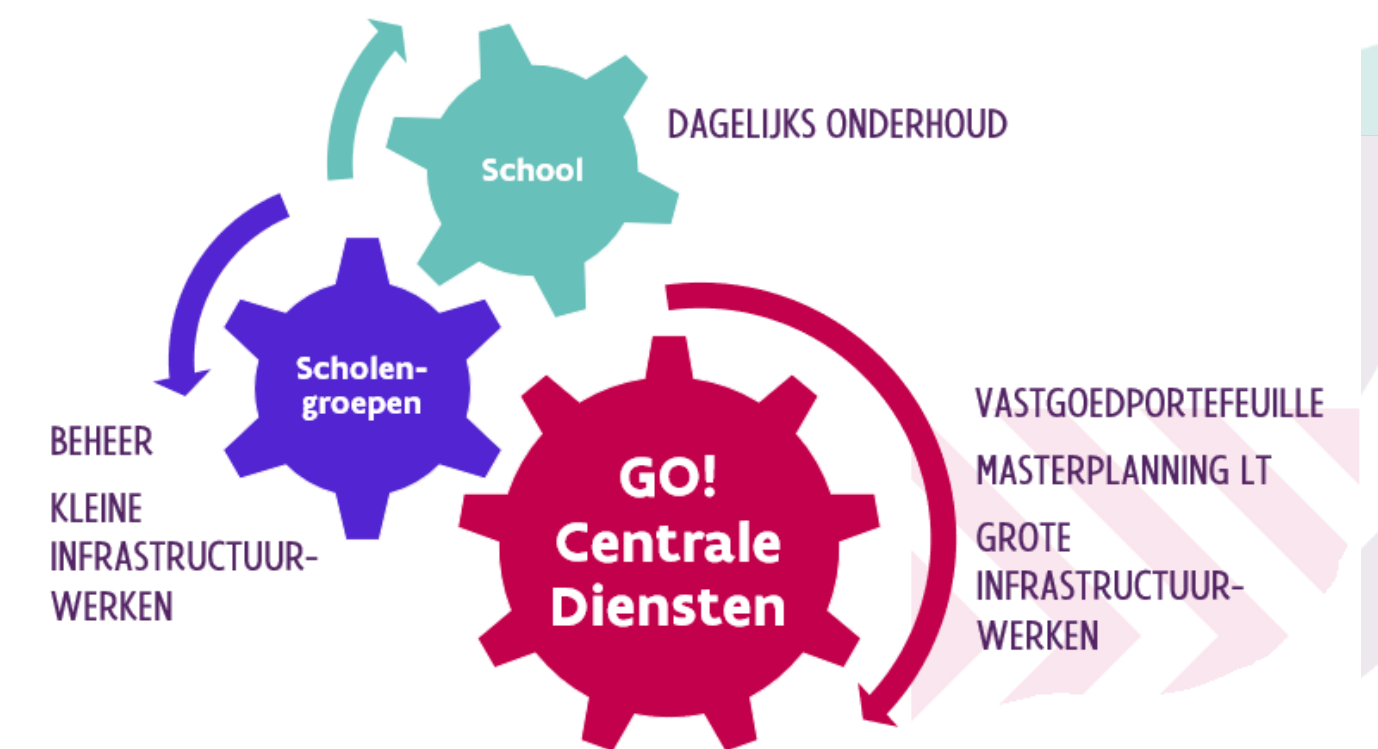 School
DAGELIJKS ONDERHOUD
Scholen-
groepen
BEHEER
KLEINE
INFRASTRUCTUUR-
WERKEN
GO!
Centrale
Diensten
VASTGOEDPORTEFEUILLE
MASTERPLANNING LT
GROTE
INFRASTRUCTUUR-
WERKEN